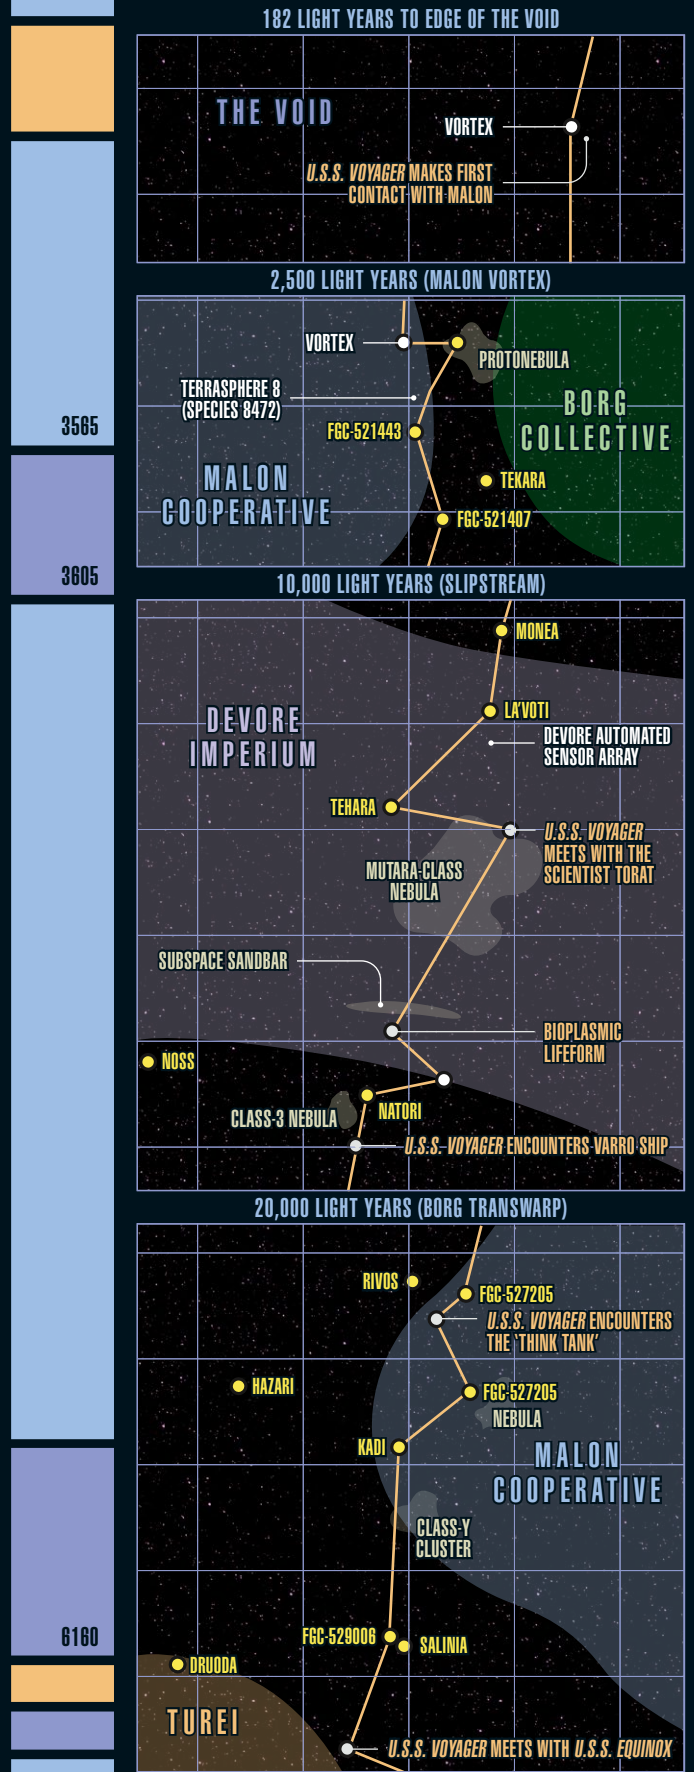 182 LIGHT YEARS TO EDGE OF THE VOID
THE VOID
VORTEX
U.S.S. VOYAGER MAKES FIRST
CONTACT WITH MALON
2,500 LIGHT YEARS (MALON VORTEX)
VORTEX
PROTONEBULA
TERRASPHERE 8
(SPECIES 8472)
BORG
COLLECTIVE
3565
FGC-521443
MALON
COOPERATIVE
TEKARA
FGC-521407
3605
10,000 LIGHT YEARS (SLIPSTREAM)
MONEA
LA'VOTI
DEVORE
IMPERIUM
DEVORE AUTOMATED
SENSOR ARRAY
TEHARA
U.S.S. VOYAGER
MEETS WITH THE
SCIENTIST TORAT
MUTARA-CLASS
NEBULA
SUBSPACE SANDBAR
BIOPLASMIC
LIFEFORM
NOSS
NATORI
CLASS-3 NEBULA
U.S.S. VOYAGER ENCOUNTERS VARRO SHIP
20,000 LIGHT YEARS (BORG TRANSWARP)
RIVOS
FGC-527205
U.S.S. VOYAGER ENCOUNTERS
THE 'THINK TANK'
HAZARI
FGC-527205
NEBULA
KADI
MALON
COOPERATIVE
CLASS-Y
CLUSTER
6160
FGC-529006
SALINIA
DRUODA
TUREI
U.S.S. VOYAGER MEETS WITH U.S.S. EQUINOX